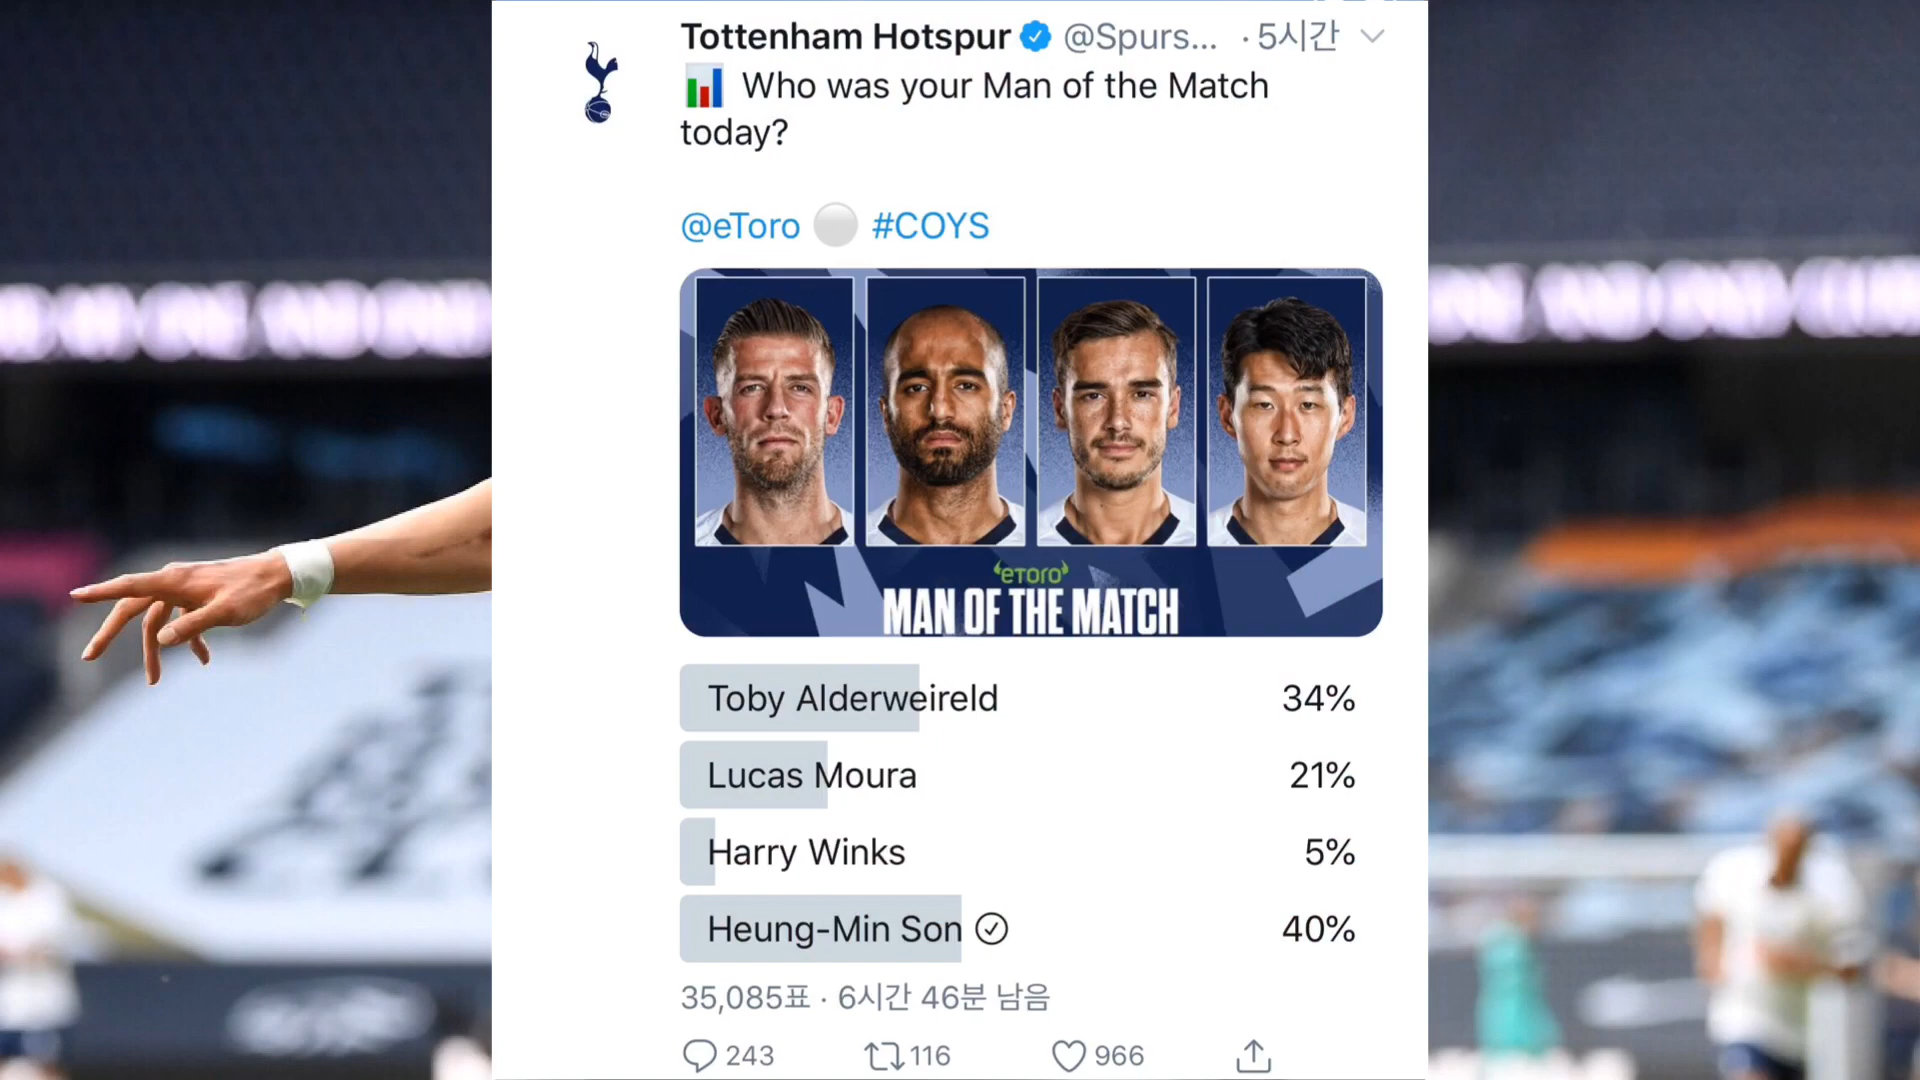 Tottenham Hotspur @Spurs... · 5시간
Who was your Man of the Match
today?
@eToro #COYS
eToro
MAN OF THE MATCH
Toby Alderweireld 34%
Lucas Moura 21%
Harry Winks 5%
Heung-Min Son 40%
35,085표 · 6시간 46분 남음
243 116 966